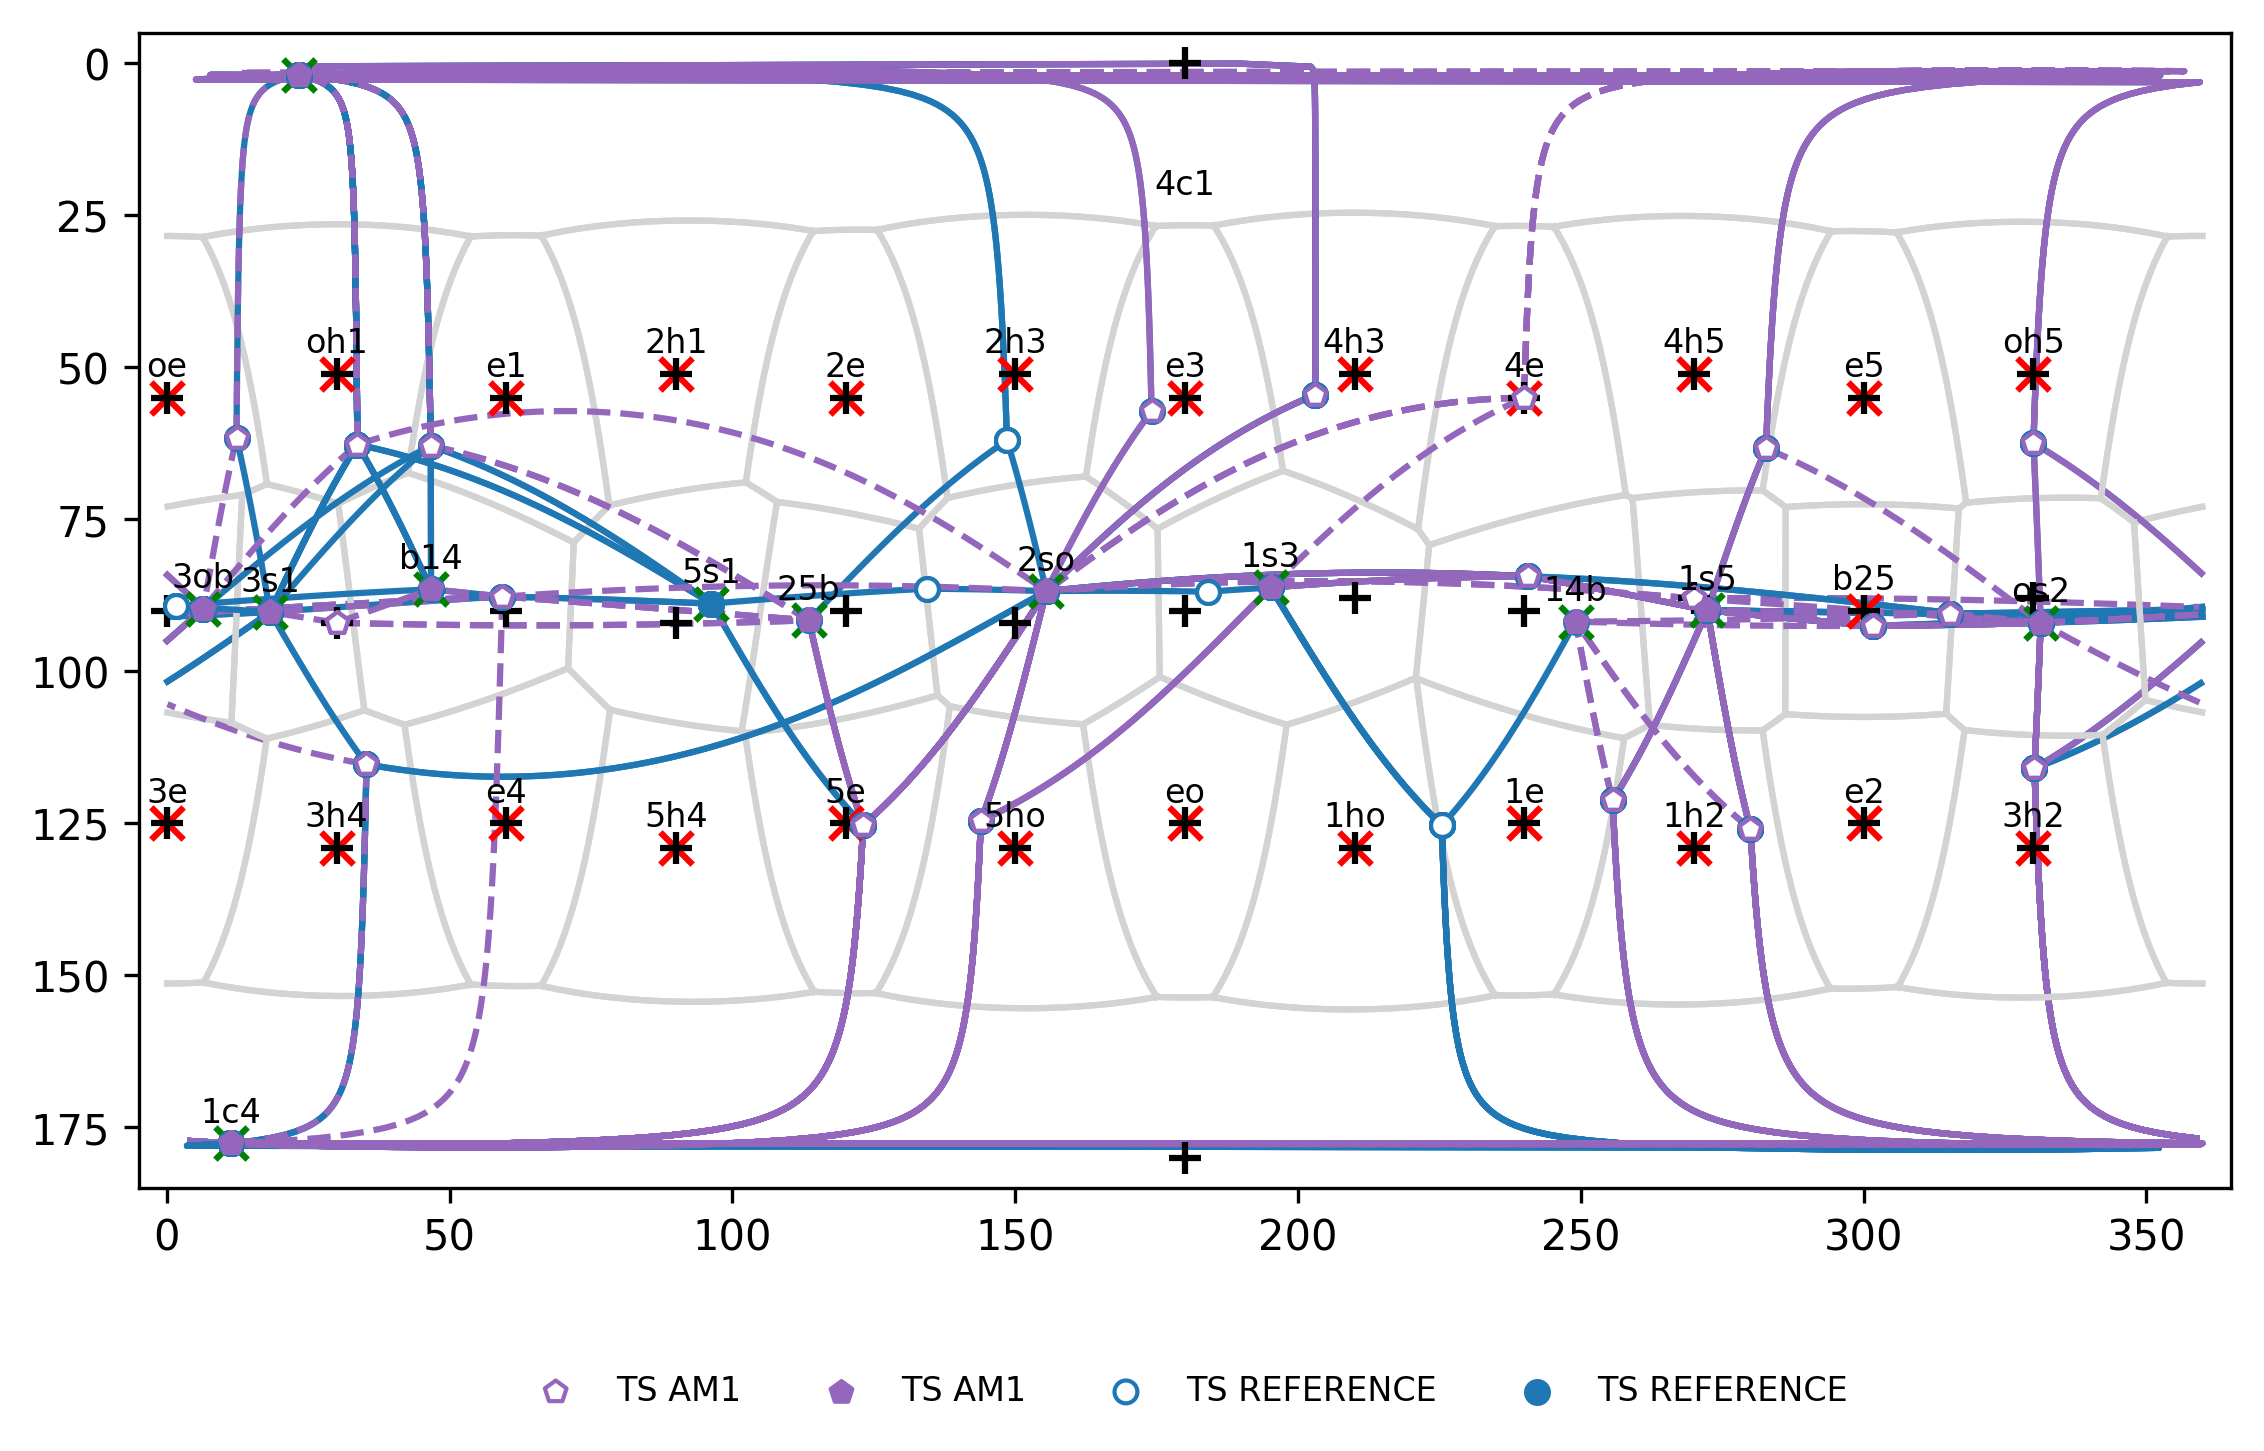 0
4c1
25
oh1 2h1 2h3 4h3 4h5 oh5
50 oe e1 2e e3 4e e5
75
3ob 3s1 b14 5s1 25b 2so 1s3 14b 1s5 b25 os2
100
3e e4 5e eo 1e e2
125 3h4 5h4 5ho 1ho 1h2 3h2
150
1c4
175
0 50 100 150 200 250 300 350
TS AM1 TS AM1 TS REFERENCE TS REFERENCE